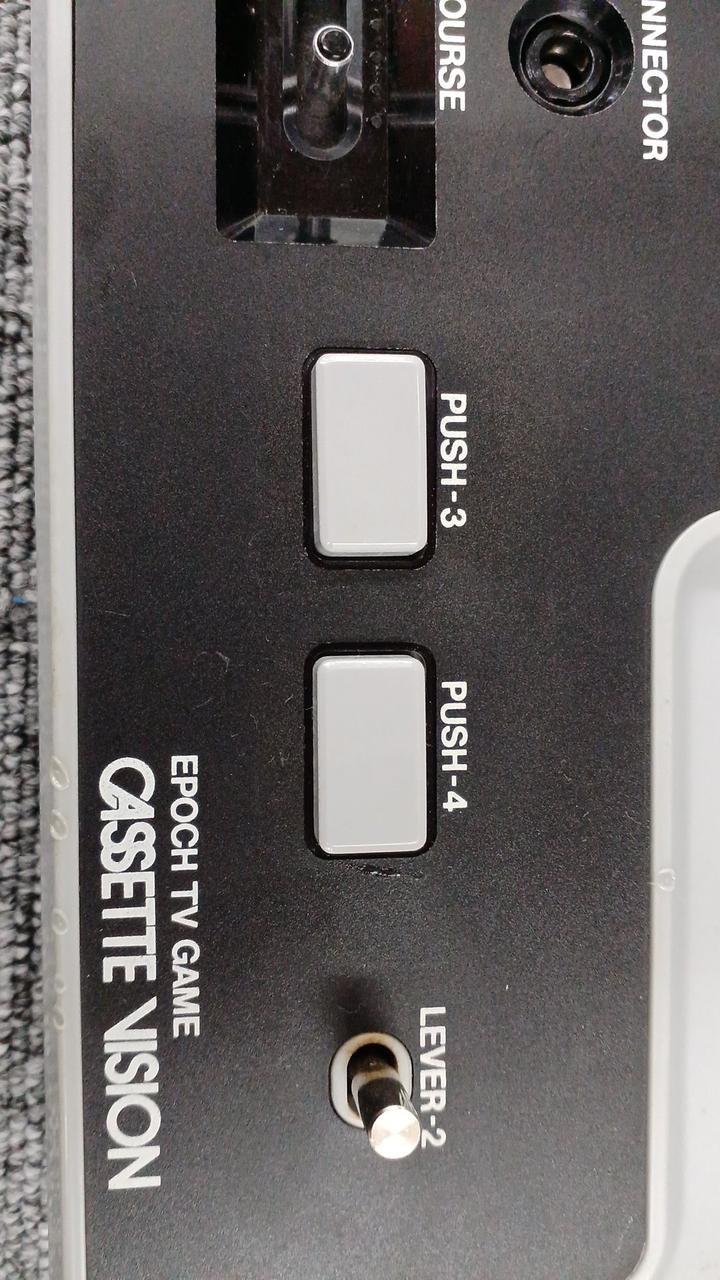 NNECTOR
OURSE
PUSH-3
PUSH-4
LEVER-2
EPOCH TV GAME
CASSETTE VISION